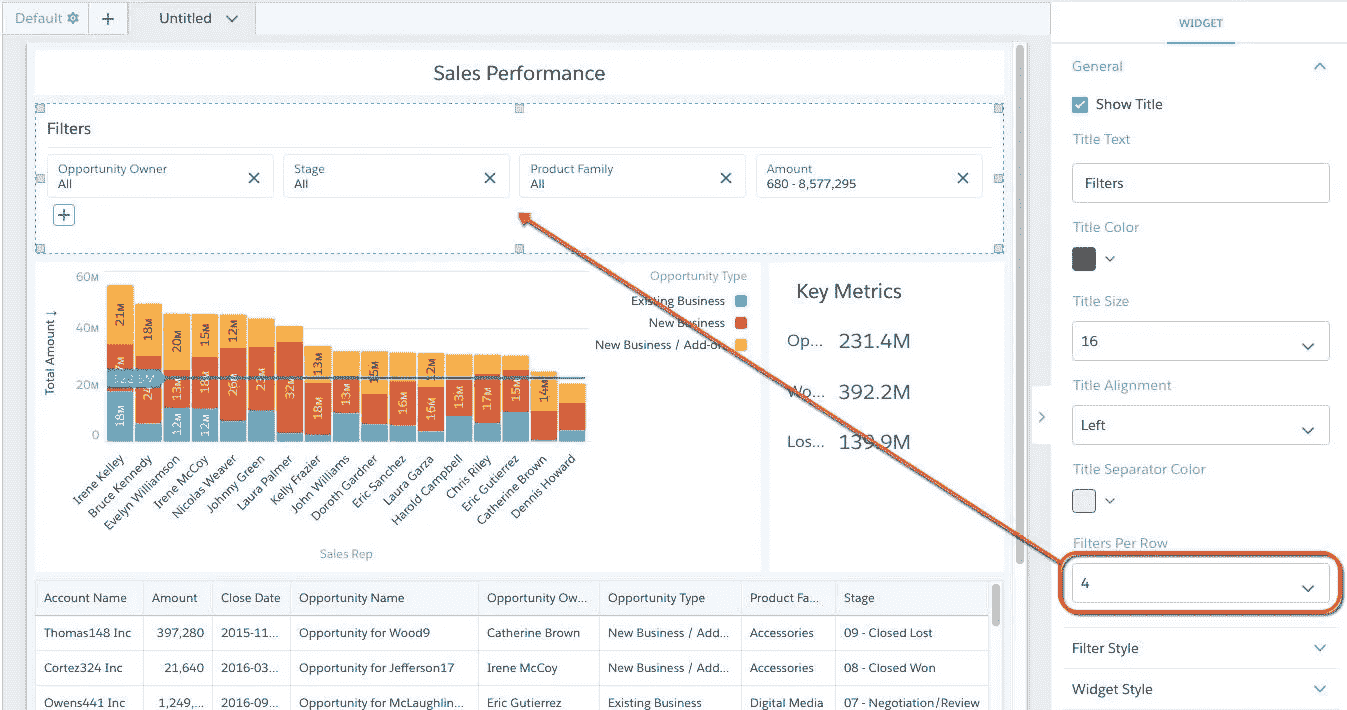 Default
Untitled
Sales Performance
Filters
Opportunity Owner
All
Stage
All
Product Family
All
Amount
680 - 8,577,295
60M
40M
20M
0
Total Amount ↓
21M
18M
18M
20M
13M
12M
15M
18M
12M
12M
26M
23M
32M
13M
18M
13M
15M
16M
12M
16M
13M
17M
15M
14M
Irene Kelley
Bruce Kennedy
Evelyn Williamson
Irene McCoy
Nicolas Weaver
Johnny Green
Laura Palmer
Kelly Frazier
John Williams
Doroth Gardner
Eric Sanchez
Laura Garza
Harold Campbell
Chris Riley
Eric Gutierrez
Catherine Brown
Dennis Howard
Sales Rep
Opportunity Type
Existing Business
New Business
New Business / Add-on
Key Metrics
Op... 231.4M
Wo... 392.2M
Los... 139.9M
Account Name Amount Close Date Opportunity Name Opportunity Ow... Opportunity Type Product Fa... Stage
Thomas148 Inc 397,280 2015-11... Opportunity for Wood9 Catherine Brown New Business / Add... Accessories 09 - Closed Lost
Cortez324 Inc 21,640 2016-03... Opportunity for Jefferson17 Irene McCoy New Business / Add... Accessories 08 - Closed Won
Owens441 Inc 1,249,... 2016-09... Opportunity for McLaughlin... Eric Gutierrez Existing Business Digital Media 07 - Negotiation/Review
WIDGET
General
Show Title
Title Text
Filters
Title Color
Title Size
16
Title Alignment
Left
Title Separator Color
Filters Per Row
4
Filter Style
Widget Style